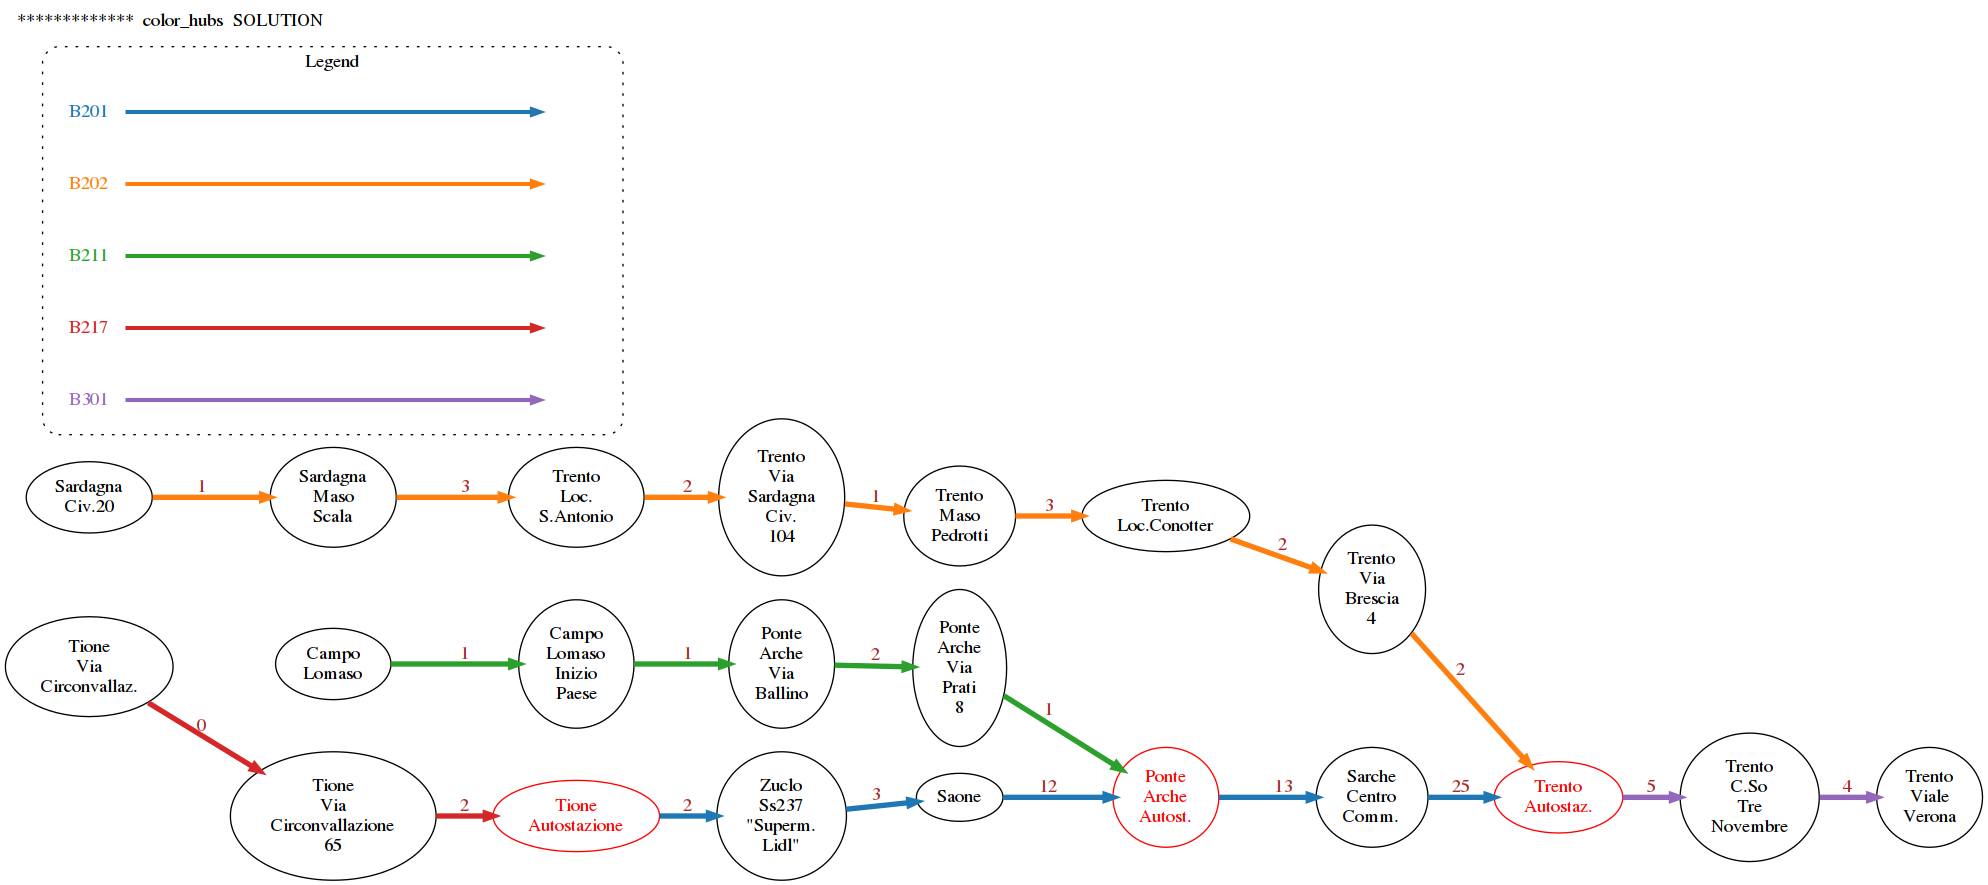 ************* color_hubs SOLUTION
Legend
B201
B202
B211
B217
B301
Sardagna
Civ.20
1
Sardagna
Maso
Scala
3
Trento
Loc.
S.Antonio
2
Trento
Via
Sardagna
Civ.
104
1
Trento
Maso
Pedrotti
3
Trento
Loc.Conotter
2
Trento
Via
Brescia
4
2
Campo
Lomaso
1
Campo
Lomaso
Inizio
Paese
1
Ponte
Arche
Via
Ballino
2
Ponte
Arche
Via
Prati
8
1
Tione
Via
Circonvallaz.
0
Tione
Via
Circonvallazione
65
2
Tione
Autostazione
2
Zuclo
Ss237
"Superm.
Lidl"
3
Saone
12
Ponte
Arche
Autost.
13
Sarche
Centro
Comm.
25
Trento
Autostaz.
5
Trento
C.So
Tre
Novembre
4
Trento
Viale
Verona